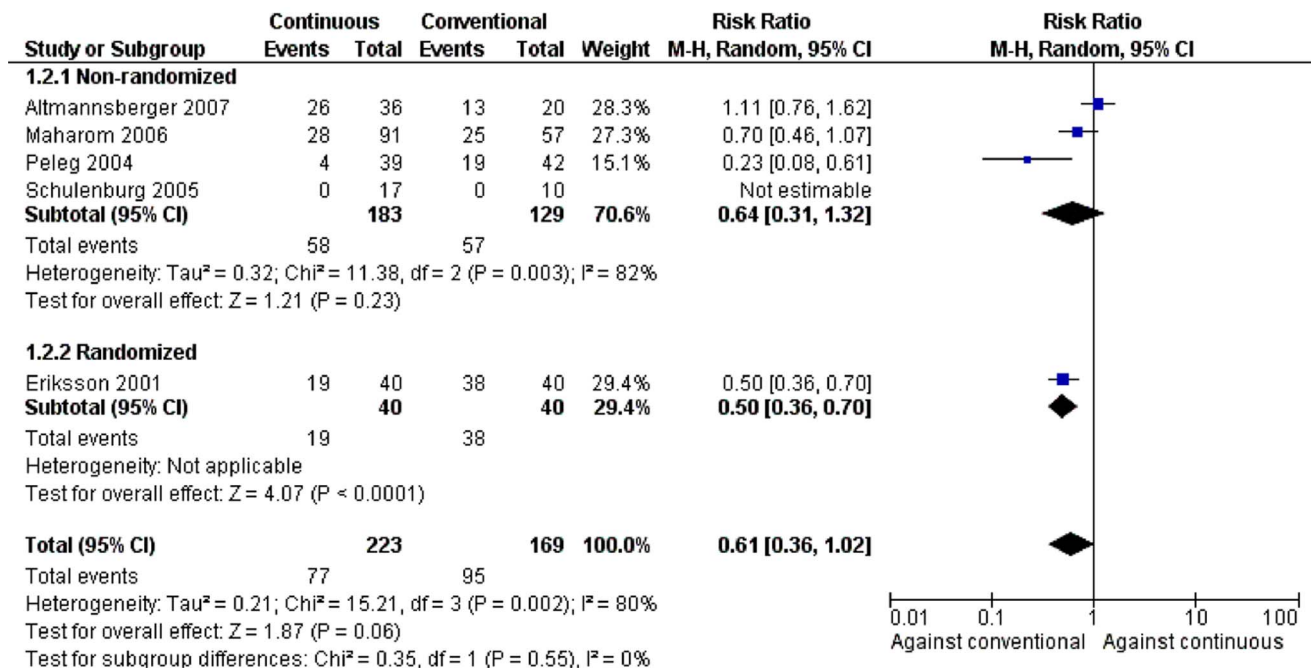 Continuous Conventional Risk Ratio Risk Ratio
Study or Subgroup Events Total Events Total Weight M-H, Random, 95% CI M-H, Random, 95% CI
1.2.1 Non-randomized
Altmannsberger 2007 26 36 13 20 28.3% 1.11 [0.76, 1.62]
Maharom 2006 28 91 25 57 27.3% 0.70 [0.46, 1.07]
Peleg 2004 4 39 19 42 15.1% 0.23 [0.08, 0.61]
Schulenburg 2005 0 17 0 10 Not estimable
Subtotal (95% CI) 183 129 70.6% 0.64 [0.31, 1.32]
Total events 58 57
Heterogeneity: Tau² = 0.32; Chi² = 11.38, df = 2 (P = 0.003); I² = 82%
Test for overall effect: Z = 1.21 (P = 0.23)
1.2.2 Randomized
Eriksson 2001 19 40 38 40 29.4% 0.50 [0.36, 0.70]
Subtotal (95% CI) 40 40 29.4% 0.50 [0.36, 0.70]
Total events 19 38
Heterogeneity: Not applicable
Test for overall effect: Z = 4.07 (P < 0.0001)
Total (95% CI) 223 169 100.0% 0.61 [0.36, 1.02]
Total events 77 95
Heterogeneity: Tau² = 0.21; Chi² = 15.21, df = 3 (P = 0.002); I² = 80%
Test for overall effect: Z = 1.87 (P = 0.06)
Test for subgroup differences: Chi² = 0.35, df = 1 (P = 0.55), I² = 0%
0.01 0.1 1 10 100
Against conventional Against continuous